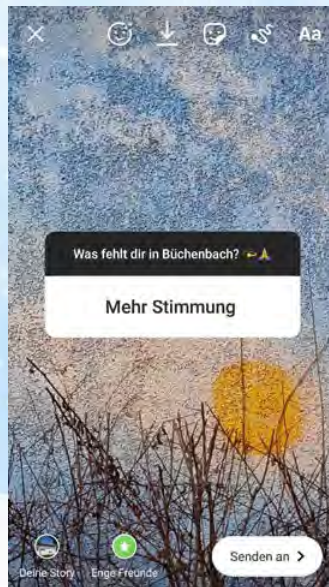 Aa
Was fehlt dir in Büchenbach?
Mehr Stimmung
Deine Story Enge Freunde
Senden an